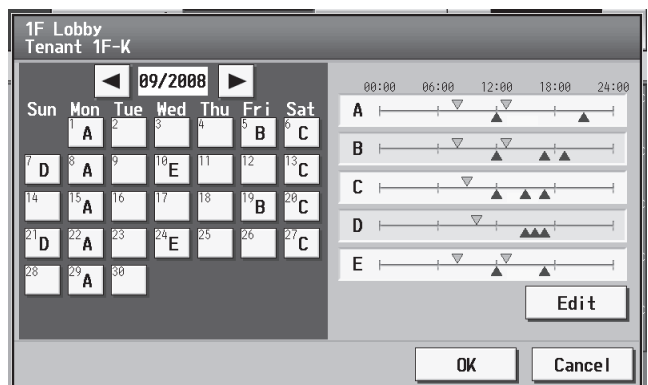 1F Lobby
Tenant 1F-K
09/2008
Sun Mon Tue Wed Thu Fri Sat
1 A 2 3 4 5 B 6 C
7 D 8 A 9 10 E 11 12 13 C
14 15 A 16 17 18 19 B 20 C
21 D 22 A 23 24 E 25 26 27 C
28 29 A 30
00:00 06:00 12:00 18:00 24:00
A
B
C
D
E
Edit
OK Cancel